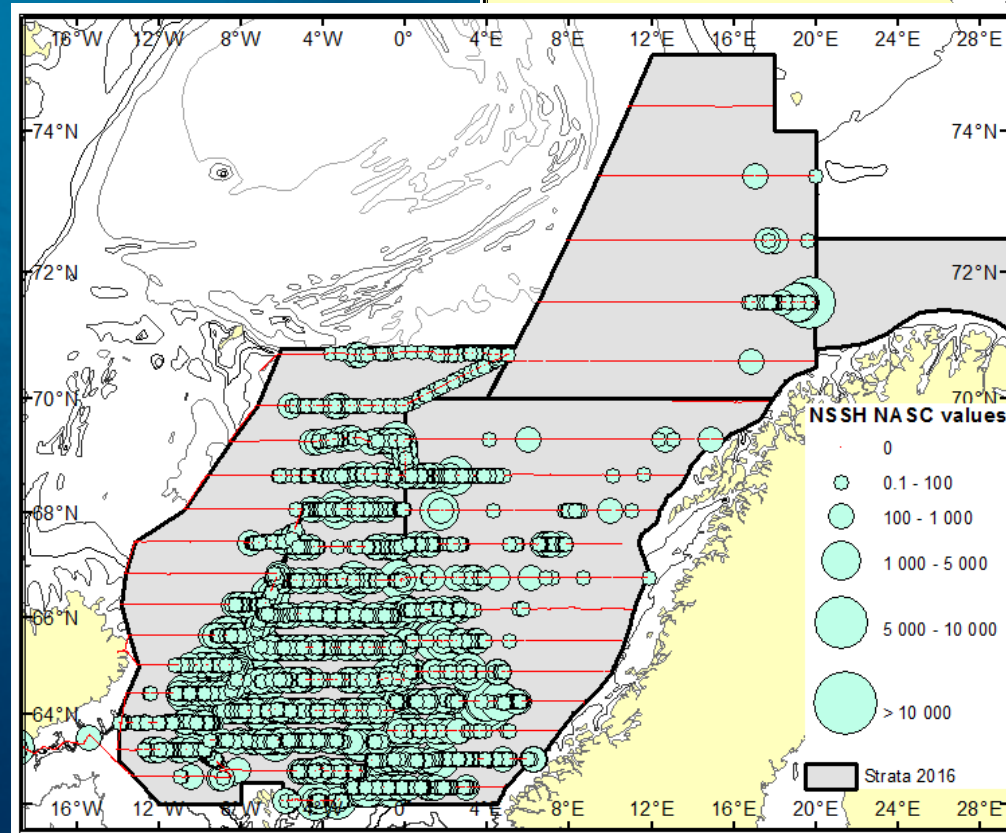 16°W 12°W 8°W 4°W 0° 4°E 8°E 12°E 16°E 20°E 24°E 28°E
74°N 74°N
72°N 72°N
70°N 70°N
NSSH NASC values
0
0.1 - 100
68°N
100 - 1 000
1 000 - 5 000
66°N
5 000 - 10 000
64°N
> 10 000
Strata 2016
16°W 12°W 8°W 4°W 0° 4°E 8°E 12°E 16°E 20°E 24°E 28°E